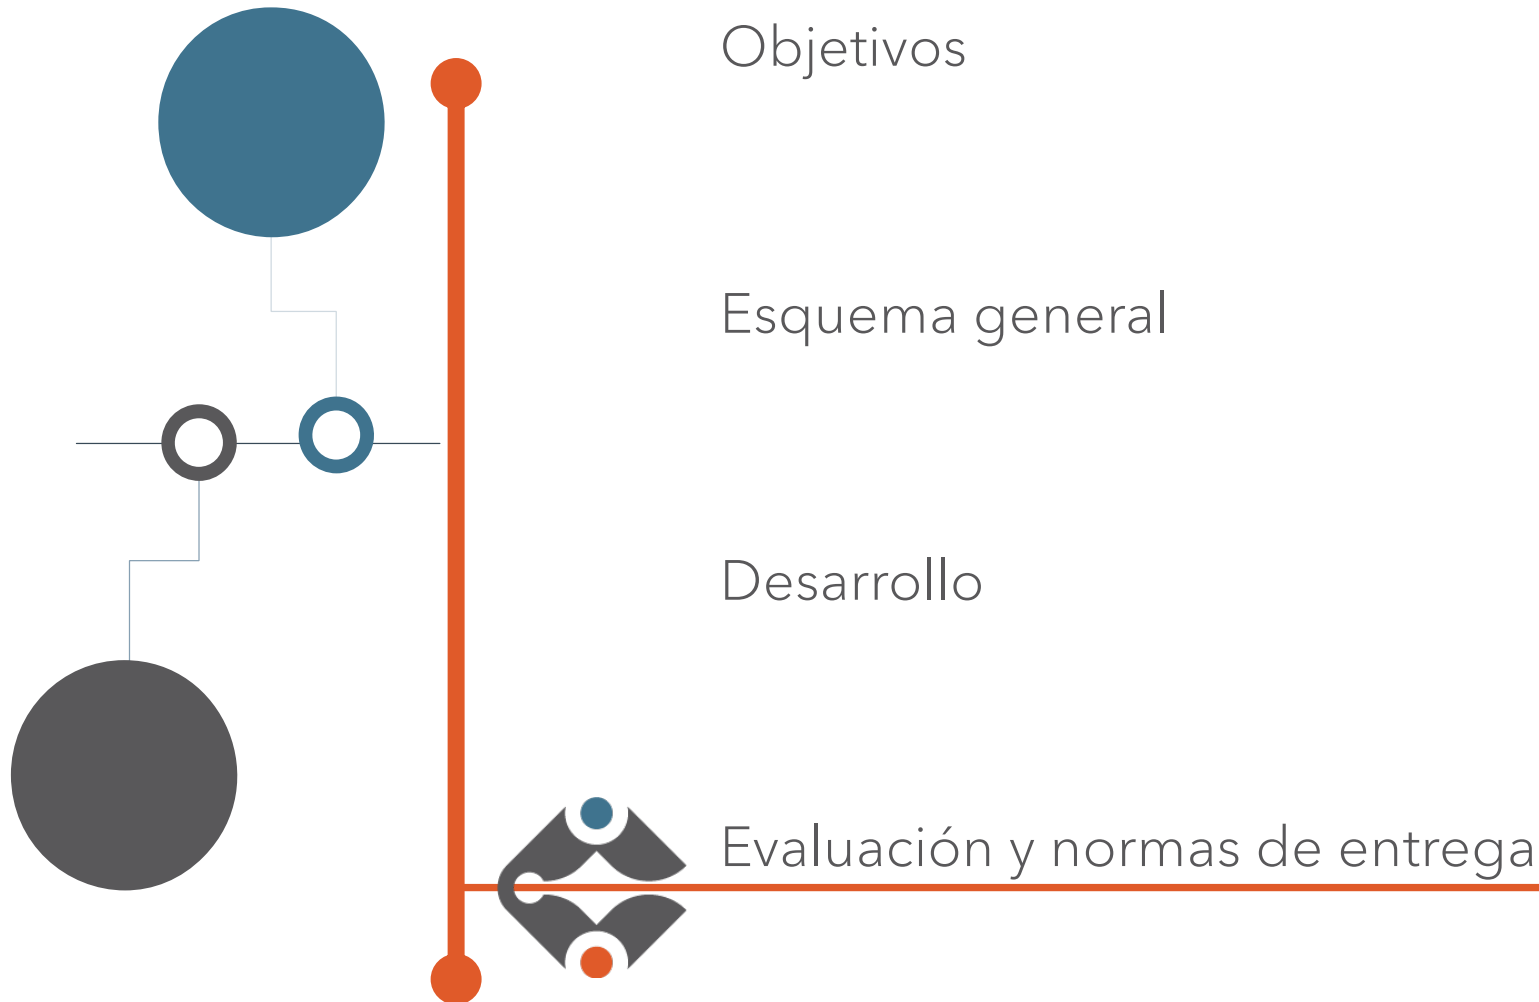 Objetivos
Esquema general
Desarrollo
Evaluación y normas de entrega